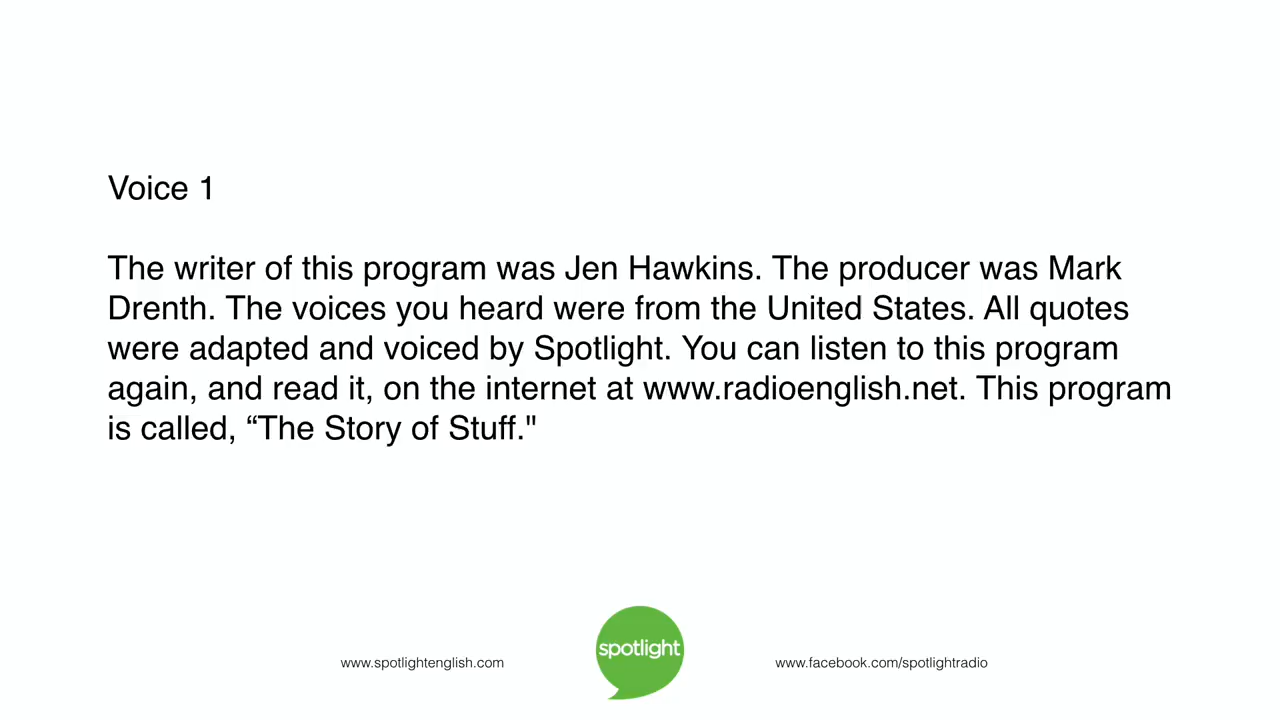 Voice 1
The writer of this program was Jen Hawkins. The producer was Mark
Drenth. The voices you heard were from the United States. All quotes
were adapted and voiced by Spotlight. You can listen to this program
again, and read it, on the internet at www.radioenglish.net. This program
is called, “The Story of Stuff."
www.spotlightenglish.com
spotlight
www.facebook.com/spotlightradio